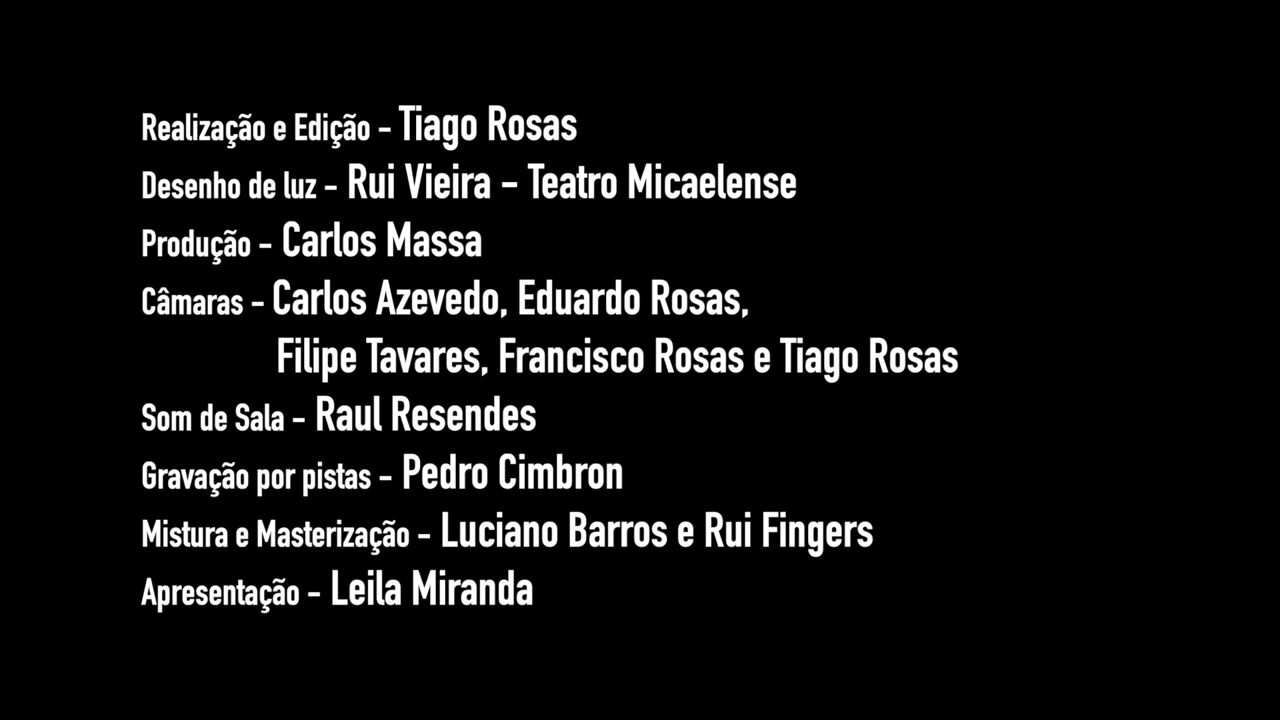 Realização e Edição - Tiago Rosas
Desenho de luz - Rui Vieira - Teatro Micaelense
Produção - Carlos Massa
Câmaras - Carlos Azevedo, Eduardo Rosas,
Filipe Tavares, Francisco Rosas e Tiago Rosas
Som de Sala - Raul Resendes
Gravação por pistas - Pedro Cimbron
Mistura e Masterização - Luciano Barros e Rui Fingers
Apresentação - Leila Miranda